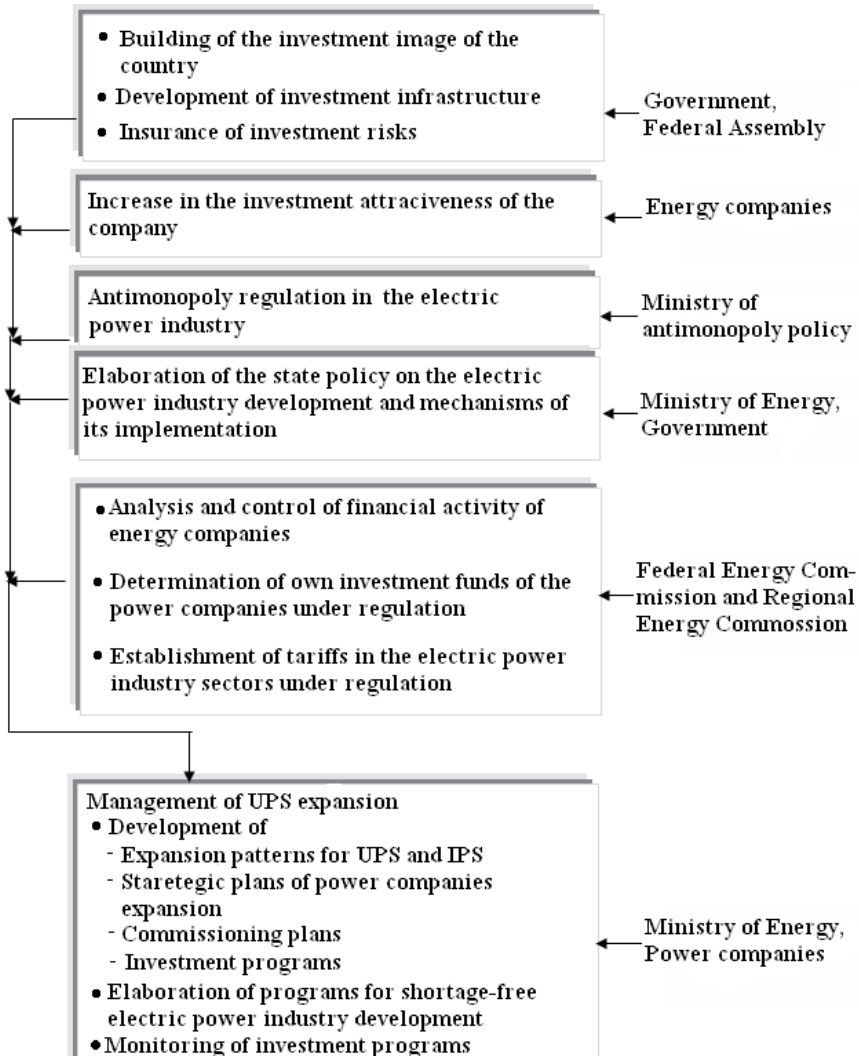 • Building of the investment image of the
country
• Development of investment infrastructure
• Insurance of investment risks
Government,
Federal Assembly
Increase in the investment attraciveness of the
company
Energy companies
Antimonopoly regulation in the electric
power industry
Ministry of
antimonopoly policy
Elaboration of the state policy on the electric
power industry development and mechanisms of
its implementation
Ministry of Energy,
Government
• Analysis and control of financial activity of
energy companies
• Determination of own investment funds of the
power companies under regulation
• Establishment of tariffs in the electric power
industry sectors under regulation
Federal Energy Com-
mission and Regional
Energy Commossion
Management of UPS expansion
• Development of
- Expansion patterns for UPS and IPS
- Staretegic plans of power companies
expansion
- Commissioning plans
- Investment programs
• Elaboration of programs for shortage-free
electric power industry development
• Monitoring of investment programs
Ministry of Energy,
Power companies